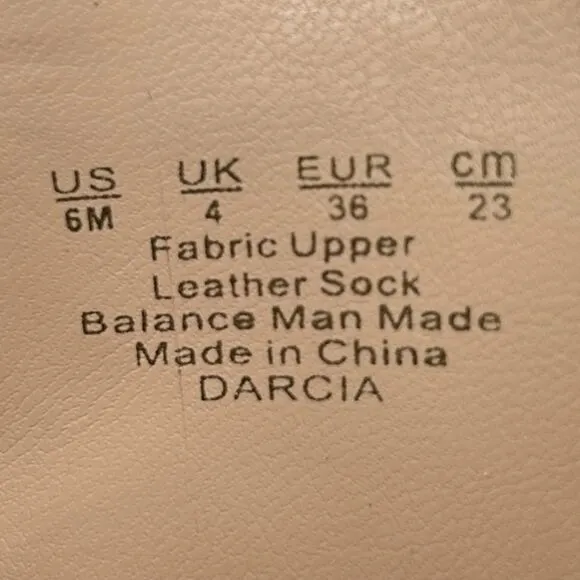 US UK EUR cm
6M 4 36 23
Fabric Upper
Leather Sock
Balance Man Made
Made in China
DARCIA